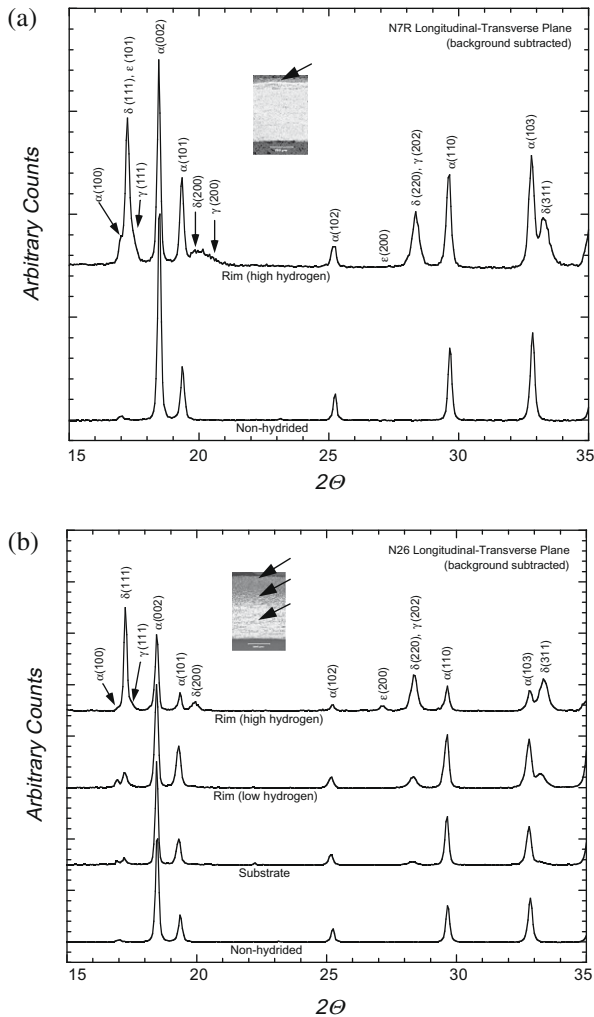 (a)
N7R Longitudinal-Transverse Plane
(background subtracted)
α(100)
δ (111), ε (101)
γ (111)
α(002)
α(101)
δ(200)
γ (200)
α(102)
ε (200)
δ (220), γ (202)
α(110)
α(103)
δ(311)
Arbitrary Counts
Rim (high hydrogen)
Non-hydrided
15 20 25 30 35
2Θ
(b)
N26 Longitudinal-Transverse Plane
(background subtracted)
α(100)
δ(111)
γ (111)
α(002)
α(101)
δ(200)
α(102)
ε(200)
δ(220), γ (202)
α(110)
α(103)
δ(311)
Arbitrary Counts
Rim (high hydrogen)
Rim (low hydrogen)
Substrate
Non-hydrided
15 20 25 30 35
2Θ